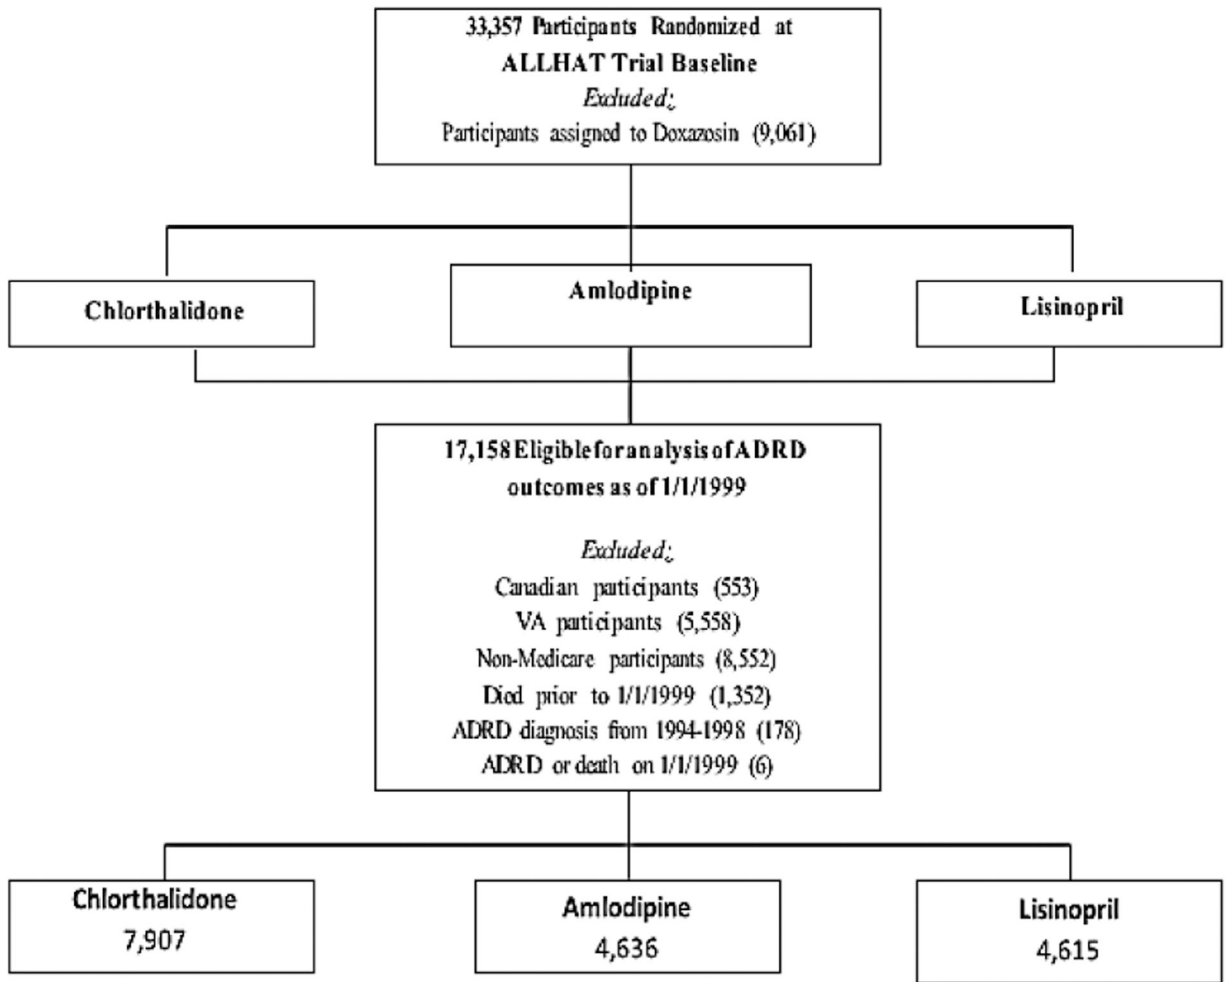 33,357 Participants Randomized at
ALLHAT Trial Baseline
Excluded;
Participants assigned to Doxazosin (9,061)
Chlorthalidone
Amlodipine
Lisinopril
17,158 Eligible for analysis of ADRD
outcomes as of 1/1/1999
Excluded;
Canadian participants (553)
VA participants (5,558)
Non-Medicare participants (8,552)
Died prior to 1/1/1999 (1,352)
ADRD diagnosis from 1994-1998 (178)
ADRD or death on 1/1/1999 (6)
Chlorthalidone
7,907
Amlodipine
4,636
Lisinopril
4,615